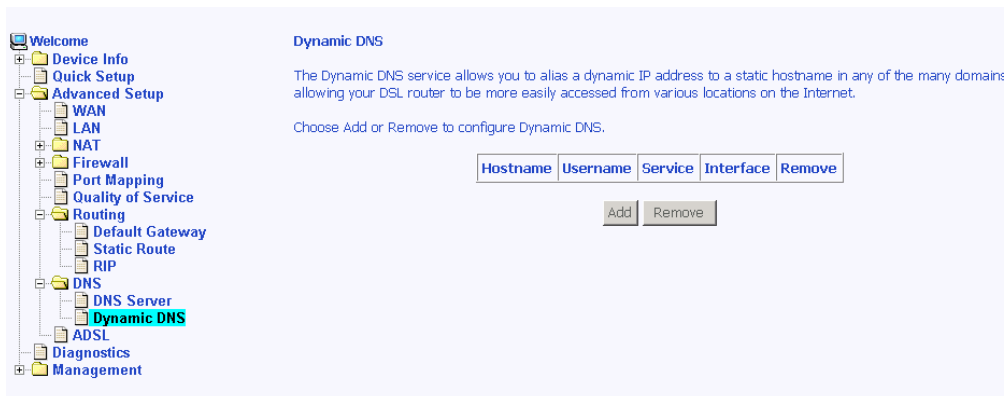 Welcome
Device Info
Quick Setup
Advanced Setup
WAN
LAN
NAT
Firewall
Port Mapping
Quality of Service
Routing
Default Gateway
Static Route
RIP
DNS
DNS Server
Dynamic DNS
ADSL
Diagnostics
Management
Dynamic DNS
The Dynamic DNS service allows you to alias a dynamic IP address to a static hostname in any of the many domains
allowing your DSL router to be more easily accessed from various locations on the Internet.
Choose Add or Remove to configure Dynamic DNS.
Hostname Username Service Interface Remove
Add Remove